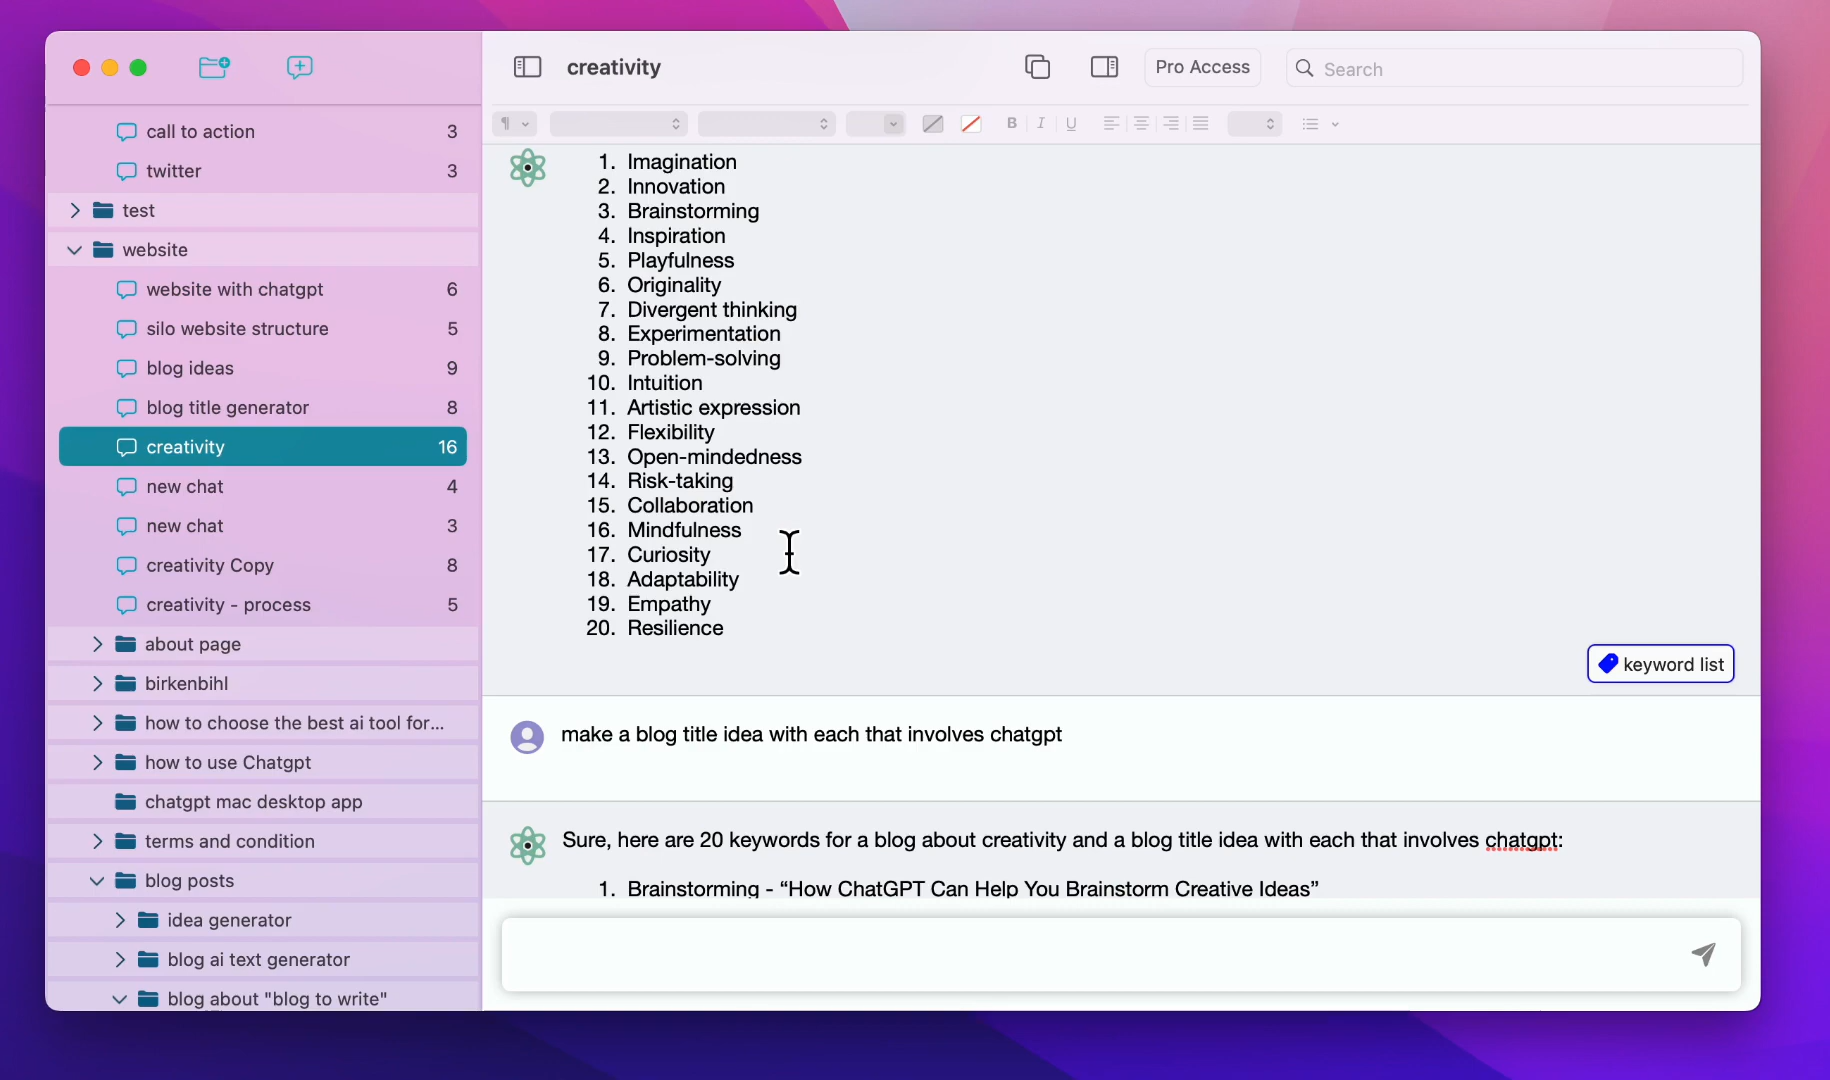 creativity
Pro Access
Search
call to action 3
twitter 3
test
website
website with chatgpt 6
silo website structure 5
blog ideas 9
blog title generator 8
creativity 16
new chat 4
new chat 3
creativity Copy 8
creativity - process 5
about page
birkenbihl
how to choose the best ai tool for...
how to use Chatgpt
chatgpt mac desktop app
terms and condition
blog posts
idea generator
blog ai text generator
blog about "blog to write"
¶
B I U
1. Imagination
2. Innovation
3. Brainstorming
4. Inspiration
5. Playfulness
6. Originality
7. Divergent thinking
8. Experimentation
9. Problem-solving
10. Intuition
11. Artistic expression
12. Flexibility
13. Open-mindedness
14. Risk-taking
15. Collaboration
16. Mindfulness
17. Curiosity
18. Adaptability
19. Empathy
20. Resilience
keyword list
make a blog title idea with each that involves chatgpt
Sure, here are 20 keywords for a blog about creativity and a blog title idea with each that involves chatgpt:
1. Brainstorming - “How ChatGPT Can Help You Brainstorm Creative Ideas”